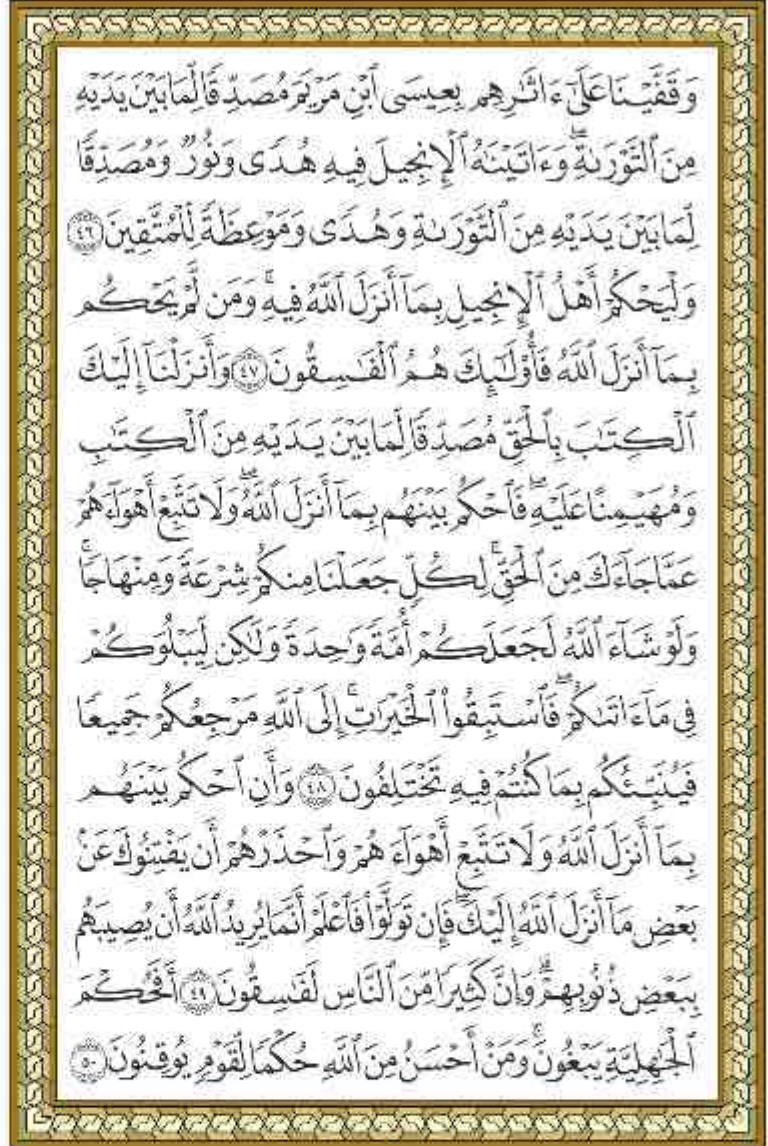 وَقَفَّيْنَا عَلَىٰٓ ءَاثَٰرِهِم بِعِيسَى ٱبْنِ مَرْيَمَ مُصَدِّقًا لِّمَا بَيْنَ يَدَيْهِ
مِنَ ٱلتَّوْرَىٰةِ ۖ وَءَاتَيْنَٰهُ ٱلْإِنجِيلَ فِيهِ هُدًى وَنُورٌ وَمُصَدِّقًا
لِّمَا بَيْنَ يَدَيْهِ مِنَ ٱلتَّوْرَىٰةِ وَهُدًى وَمَوْعِظَةً لِّلْمُتَّقِينَ ٤٦
وَلْيَحْكُمْ أَهْلُ ٱلْإِنجِيلِ بِمَآ أَنزَلَ ٱللَّهُ فِيهِ ۚ وَمَن لَّمْ يَحْكُم
بِمَآ أَنزَلَ ٱللَّهُ فَأُو۟لَٰٓئِكَ هُمُ ٱلْفَٰسِقُونَ ٤٧ وَأَنزَلْنَآ إِلَيْكَ
ٱلْكِتَٰبَ بِٱلْحَقِّ مُصَدِّقًا لِّمَا بَيْنَ يَدَيْهِ مِنَ ٱلْكِتَٰبِ
وَمُهَيْمِنًا عَلَيْهِ ۖ فَٱحْكُم بَيْنَهُم بِمَآ أَنزَلَ ٱللَّهُ ۖ وَلَا تَتَّبِعْ أَهْوَآءَهُمْ
عَمَّا جَآءَكَ مِنَ ٱلْحَقِّ ۚ لِكُلٍّ جَعَلْنَا مِنكُمْ شِرْعَةً وَمِنْهَاجًا ۚ
وَلَوْ شَآءَ ٱللَّهُ لَجَعَلَكُمْ أُمَّةً وَٰحِدَةً وَلَٰكِن لِّيَبْلُوَكُمْ
فِى مَآ ءَاتَىٰكُمْ ۖ فَٱسْتَبِقُوا۟ ٱلْخَيْرَٰتِ ۚ إِلَى ٱللَّهِ مَرْجِعُكُمْ جَمِيعًا
فَيُنَبِّئُكُم بِمَا كُنتُمْ فِيهِ تَخْتَلِفُونَ ٤٨ وَأَنِ ٱحْكُم بَيْنَهُم
بِمَآ أَنزَلَ ٱللَّهُ وَلَا تَتَّبِعْ أَهْوَآءَهُمْ وَٱحْذَرْهُمْ أَن يَفْتِنُوكَ عَنۢ
بَعْضِ مَآ أَنزَلَ ٱللَّهُ إِلَيْكَ ۖ فَإِن تَوَلَّوْا۟ فَٱعْلَمْ أَنَّمَا يُرِيدُ ٱللَّهُ أَن يُصِيبَهُم
بِبَعْضِ ذُنُوبِهِمْ ۗ وَإِنَّ كَثِيرًا مِّنَ ٱلنَّاسِ لَفَٰسِقُونَ ٤٩ أَفَحُكْمَ
ٱلْجَٰهِلِيَّةِ يَبْغُونَ ۚ وَمَنْ أَحْسَنُ مِنَ ٱللَّهِ حُكْمًا لِّقَوْمٍ يُوقِنُونَ ٥٠